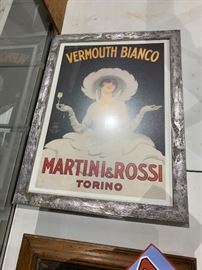 VERMOUTH BIANCO
MARTINI & ROSSI
TORINO